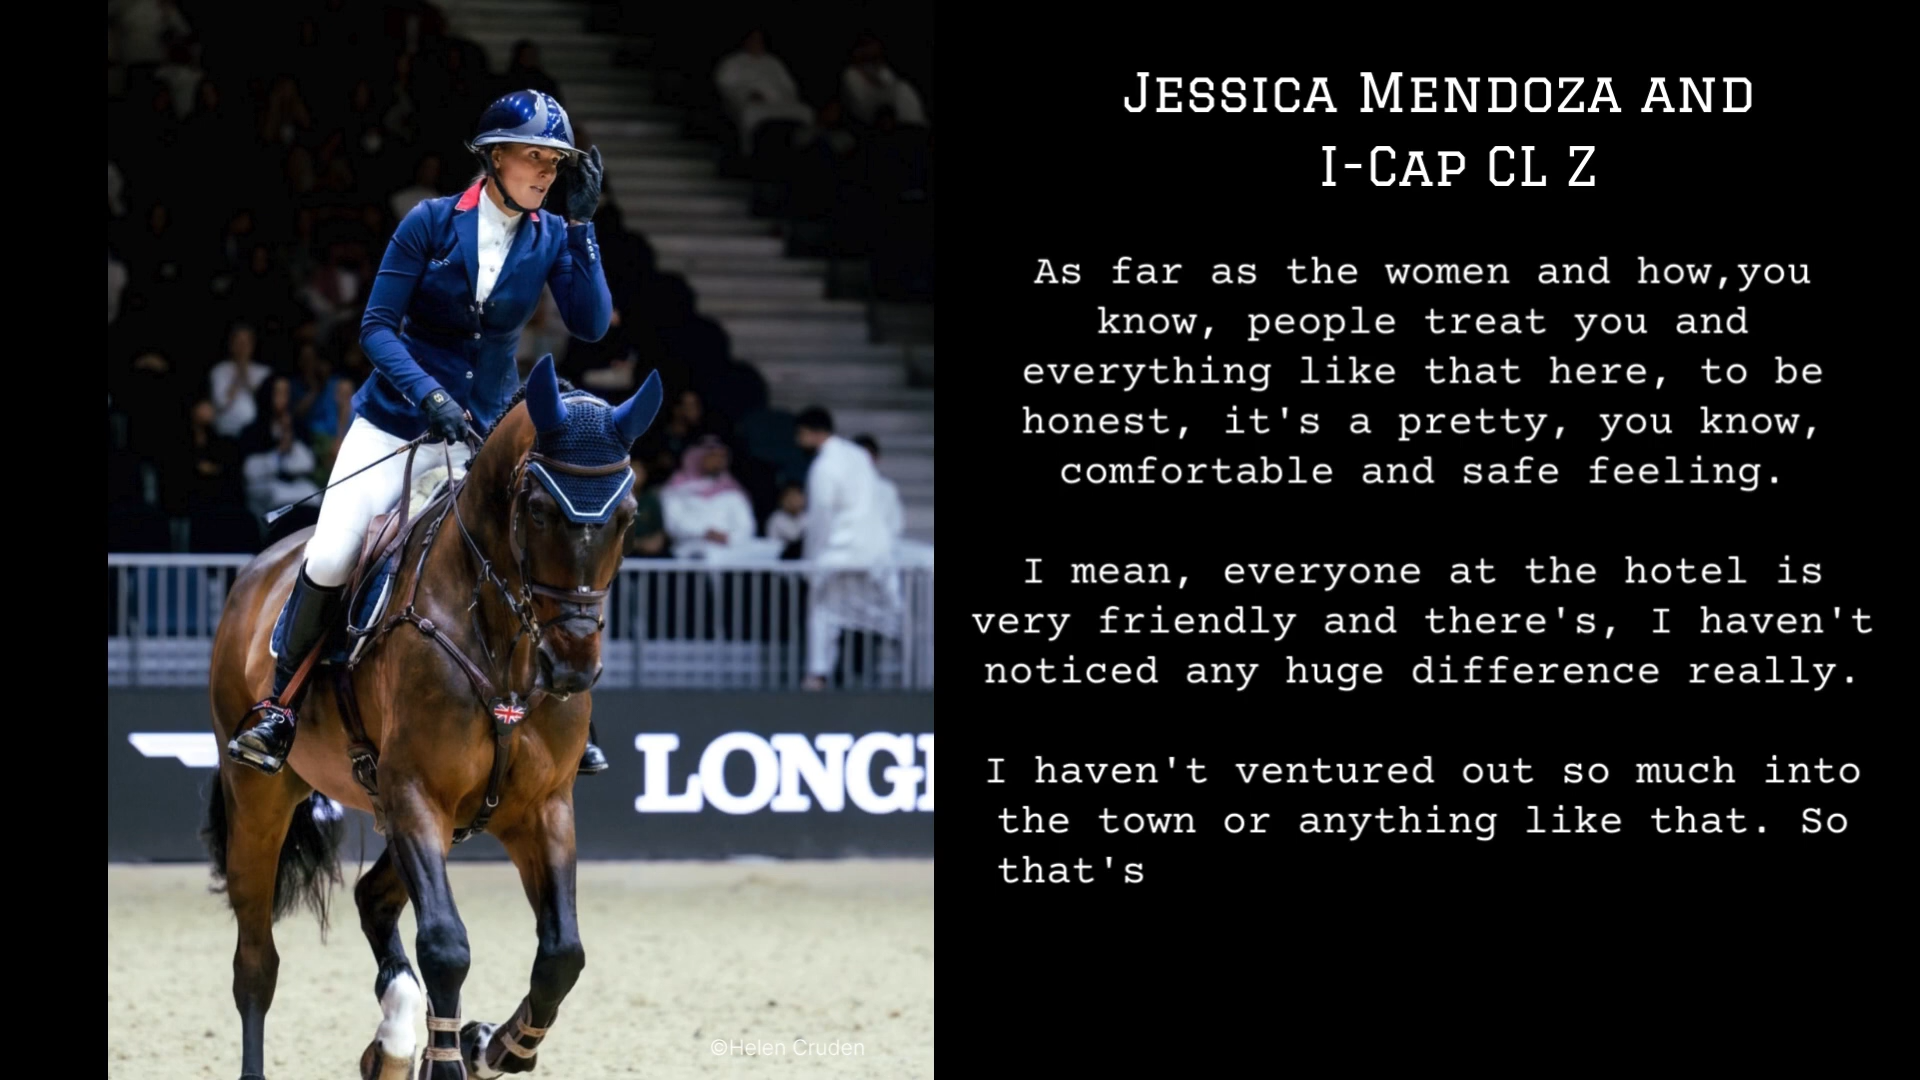 Jessica Mendoza and
I-Cap CL Z
As far as the women and how,you
know, people treat you and
everything like that here, to be
honest, it's a pretty, you know,
comfortable and safe feeling.
I mean, everyone at the hotel is
very friendly and there's, I haven't
noticed any huge difference really.
I haven't ventured out so much into
the town or anything like that. So
that's
LONGI
©Helen Cruden